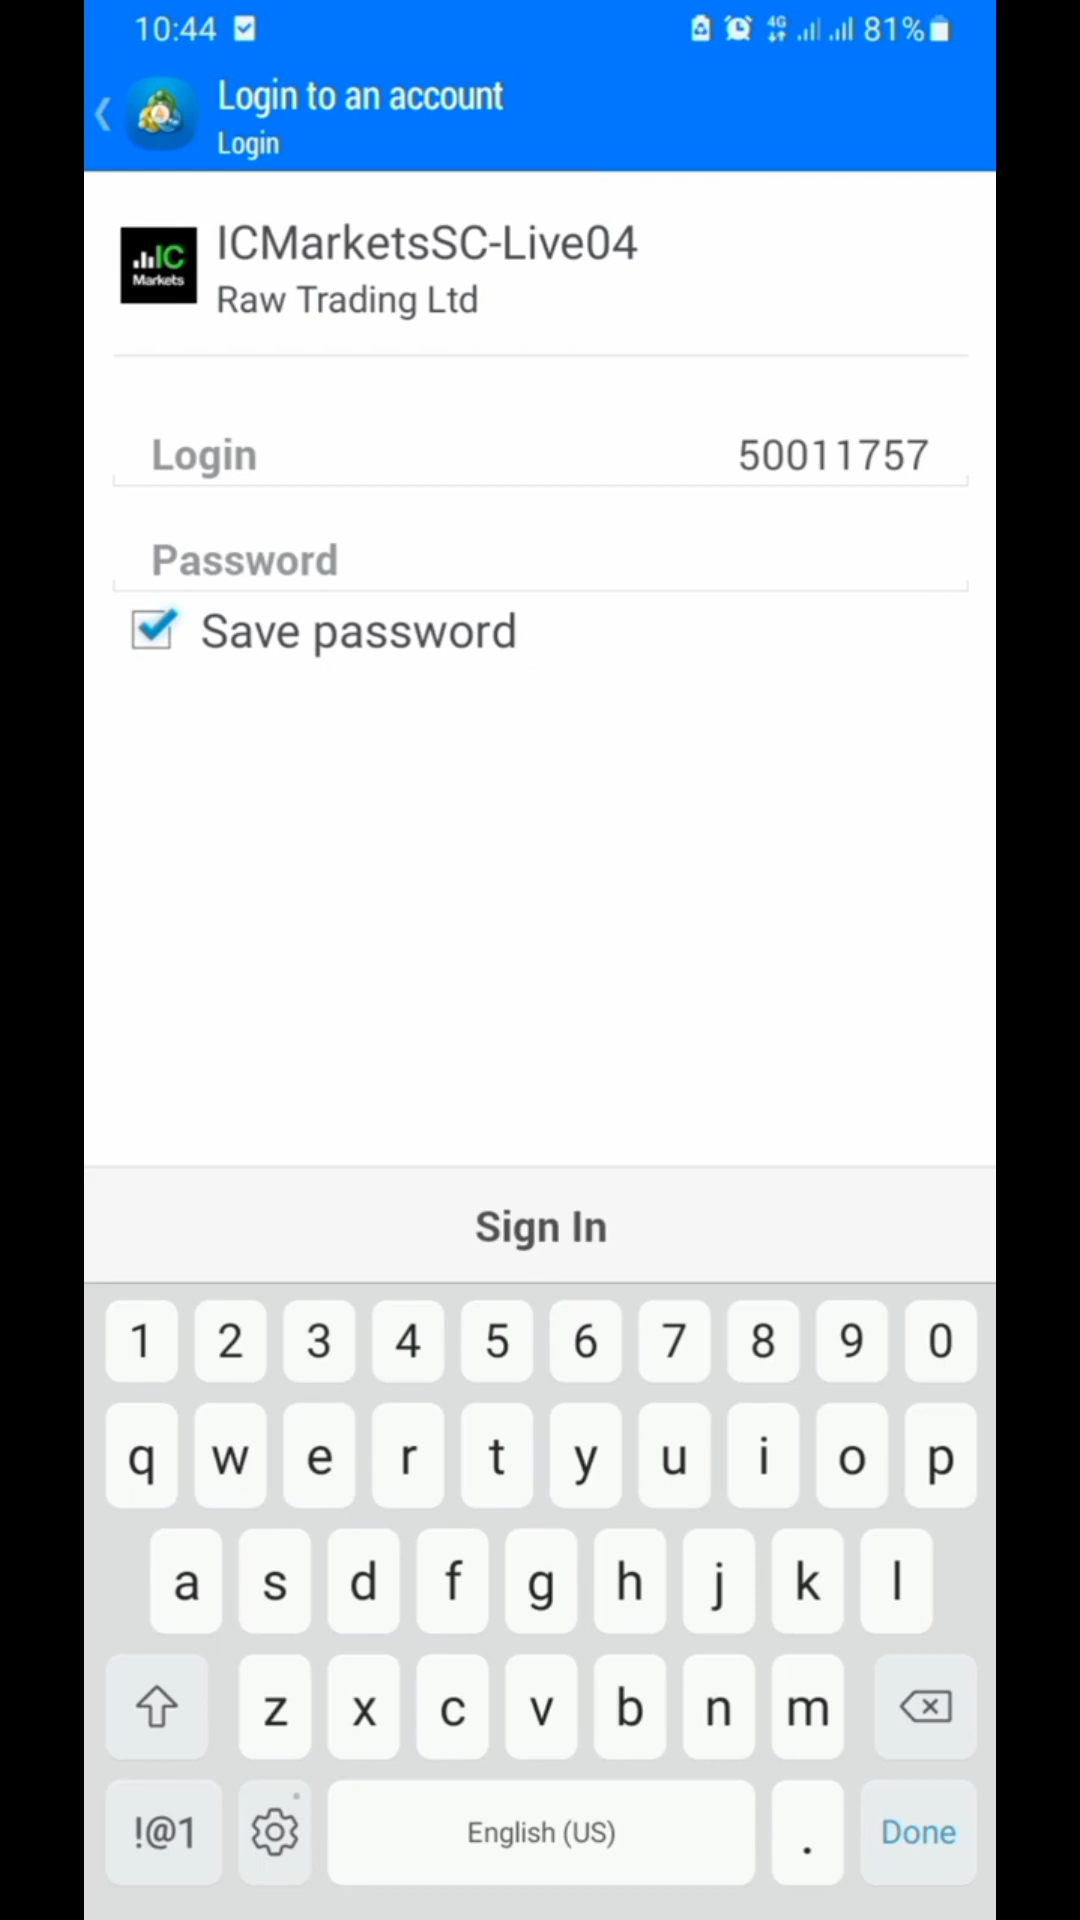 10:44 4G 81%
Login to an account
Login
IC
Markets
ICMarketsSC-Live04
Raw Trading Ltd
Login 50011757
Password
Save password
Sign In
1 2 3 4 5 6 7 8 9 0
q w e r t y u i o p
a s d f g h j k l
z x c v b n m
!@1 English (US) . Done